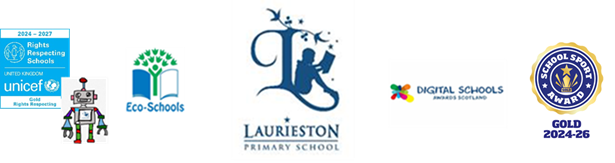 2024 – 2027
Rights
Respecting
Schools
UNITED KINGDOM
unicef
Gold
Rights Respecting
Eco-Schools
L
LAURIESTON
PRIMARY SCHOOL
DIGITAL SCHOOLS
AWARDS SCOTLAND
SCHOOL SPORT
AWARD
GOLD
2024-26